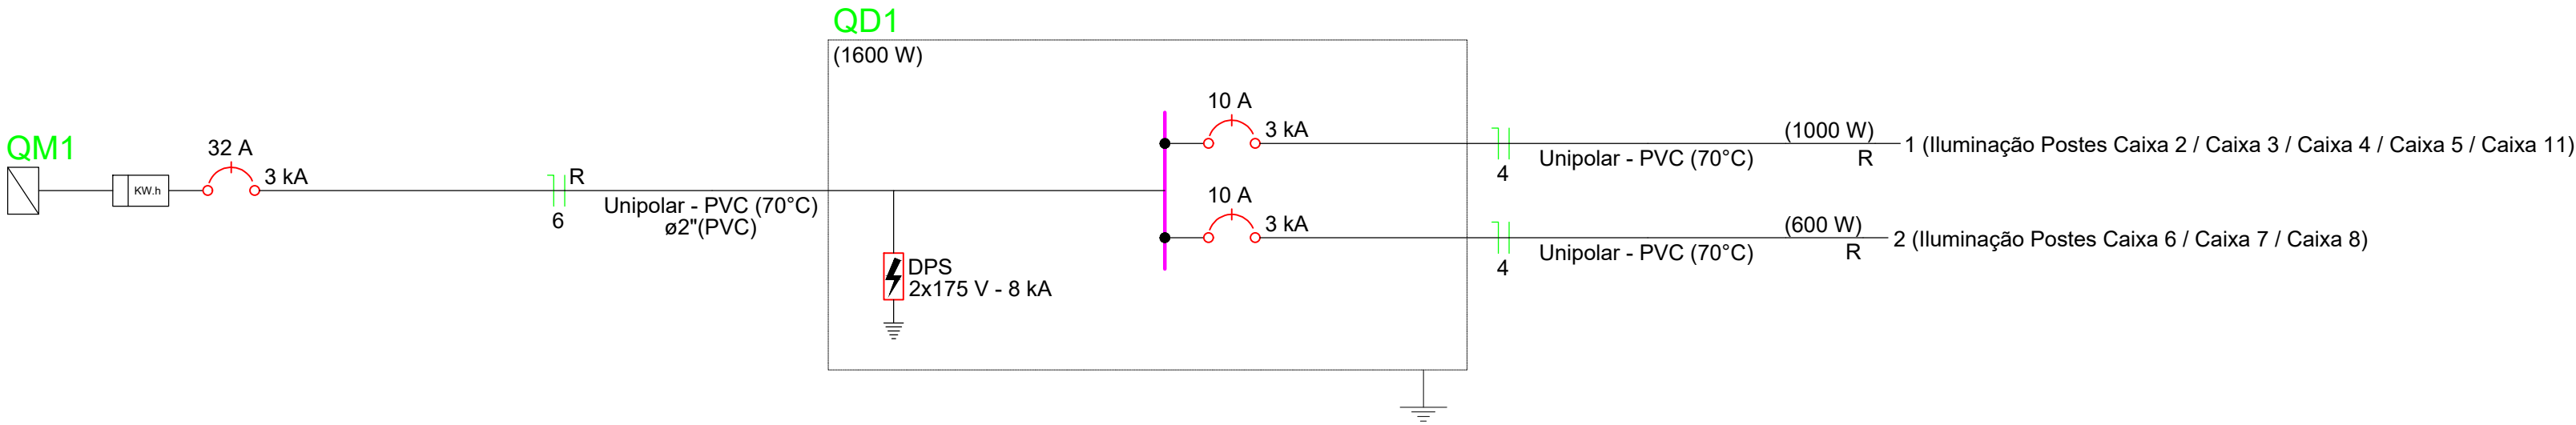 QD1
(1600 W)
QM1
32 A
3 kA
KW.h
R
6
Unipolar - PVC (70°C)
ø2"(PVC)
DPS
2x175 V - 8 kA
10 A
3 kA
4
Unipolar - PVC (70°C)
(1000 W)
R
1 (Iluminação Postes Caixa 2 / Caixa 3 / Caixa 4 / Caixa 5 / Caixa 11)
10 A
3 kA
4
Unipolar - PVC (70°C)
(600 W)
R
2 (Iluminação Postes Caixa 6 / Caixa 7 / Caixa 8)